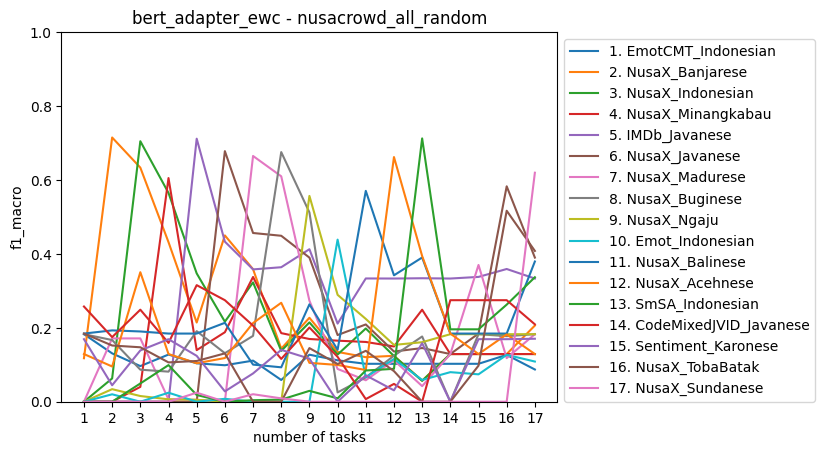 bert_adapter_ewc - nusacrowd_all_random
1.0
0.8
0.6
0.4
0.2
0.0
f1_macro
1 2 3 4 5 6 7 8 9 10 11 12 13 14 15 16 17
number of tasks
1. EmotCMT_Indonesian
2. NusaX_Banjarese
3. NusaX_Indonesian
4. NusaX_Minangkabau
5. IMDb_Javanese
6. NusaX_Javanese
7. NusaX_Madurese
8. NusaX_Buginese
9. NusaX_Ngaju
10. Emot_Indonesian
11. NusaX_Balinese
12. NusaX_Acehnese
13. SmSA_Indonesian
14. CodeMixedJVID_Javanese
15. Sentiment_Karonese
16. NusaX_TobaBatak
17. NusaX_Sundanese